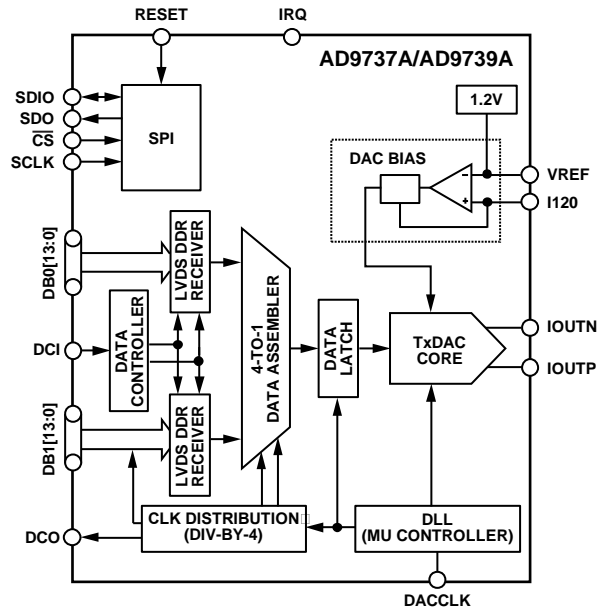 RESET
IRQ
AD9737A/AD9739A
SDIO
SDO
CS
SCLK
SPI
1.2V
DAC BIAS
–
+
VREF
I120
DB0[13:0]
LVDS DDR
RECEIVER
DCI
DATA
CONTROLLER
4-TO-1
DATA ASSEMBLER
DATA
LATCH
TxDAC
CORE
IOUTN
IOUTP
DB1[13:0]
LVDS DDR
RECEIVER
DCO
CLK DISTRIBUTION
(DIV-BY-4)
DLL
(MU CONTROLLER)
DACCLK